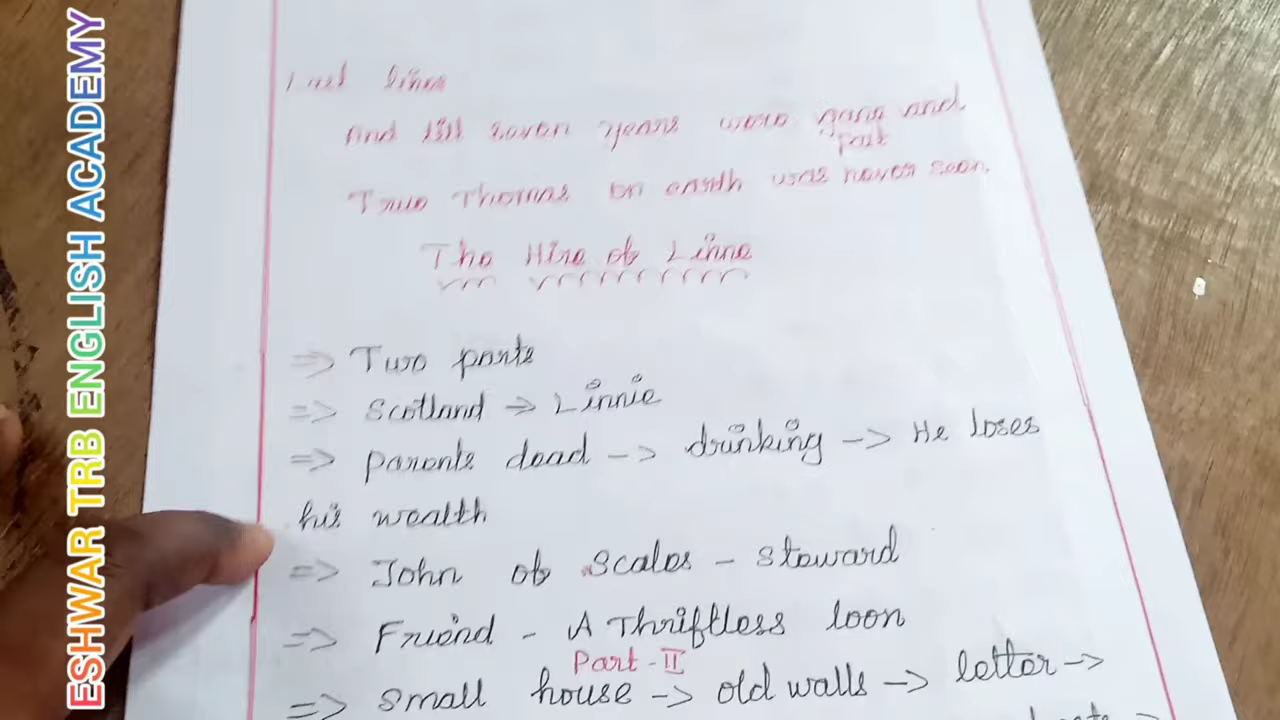 ESHWAR TRB ENGLISH ACADEMY
Last lines
And till seven years were gane and
past
True Thomas on earth was never seen.
The Hire of Linne
⇒ Two parts
⇒ Scotland → Linnie
⇒ parents dead → drinking → He loses
his wealth
⇒ John of Scales - Steward
⇒ Friend - A Thriftless loon
Part - II
⇒ Small house → old walls → letter →